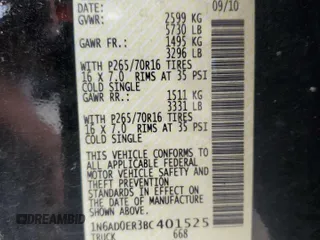 DATE: 09/10
GVWR: 2599 KG
5730 LB
GAWR FR.: 1495 KG
3296 LB
WITH P265/70R16 TIRES
16 X 7.0 RIMS AT 35 PSI
COLD SINGLE
GAWR RR.: 1511 KG
3331 LB
WITH P265/70R16 TIRES
16 X 7.0 RIMS AT 35 PSI
COLD SINGLE
THIS VEHICLE CONFORMS TO
ALL APPLICABLE FEDERAL
MOTOR VEHICLE SAFETY
AND THEFT PREVENTION
STANDARDS IN EFFECT
ON THE DATE OF
MANUFACTURE SHOWN
ABOVE.
1N6AD0ER3BC401525
TRUCK 668
DREAMBID